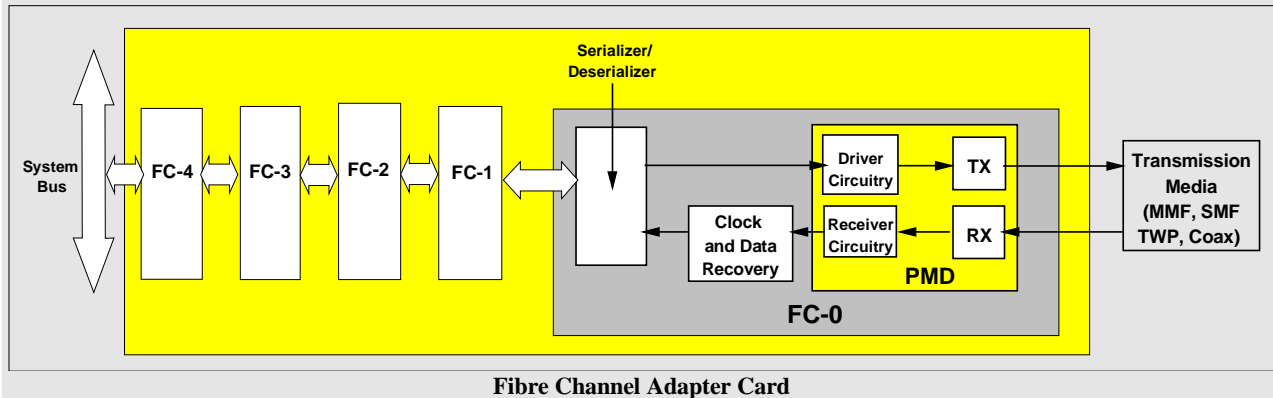 Serializer/
Deserializer
System
Bus
FC-4
FC-3
FC-2
FC-1
Driver
Circuitry
TX
Transmission
Media
(MMF, SMF
TWP, Coax)
Clock
and Data
Recovery
Receiver
Circuitry
RX
PMD
FC-0
Fibre Channel Adapter Card